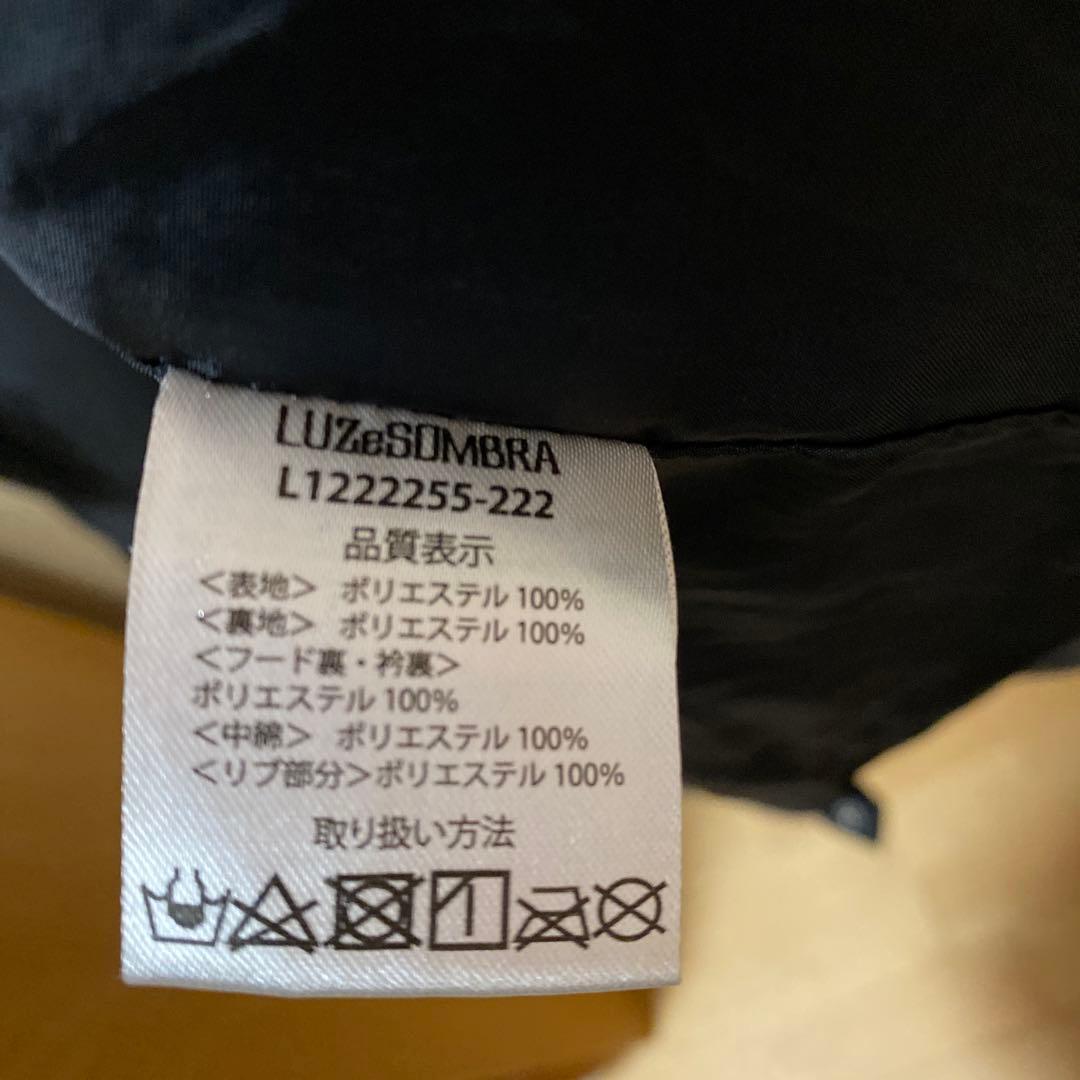 LUZeSOMBRA
L1222255-222
品質表示
＜表地＞ ポリエステル 100%
＜裏地＞ ポリエステル 100%
＜フード裏・衿裏＞
ポリエステル 100%
＜中綿＞ ポリエステル 100%
＜リブ部分＞ポリエステル 100%
取り扱い方法